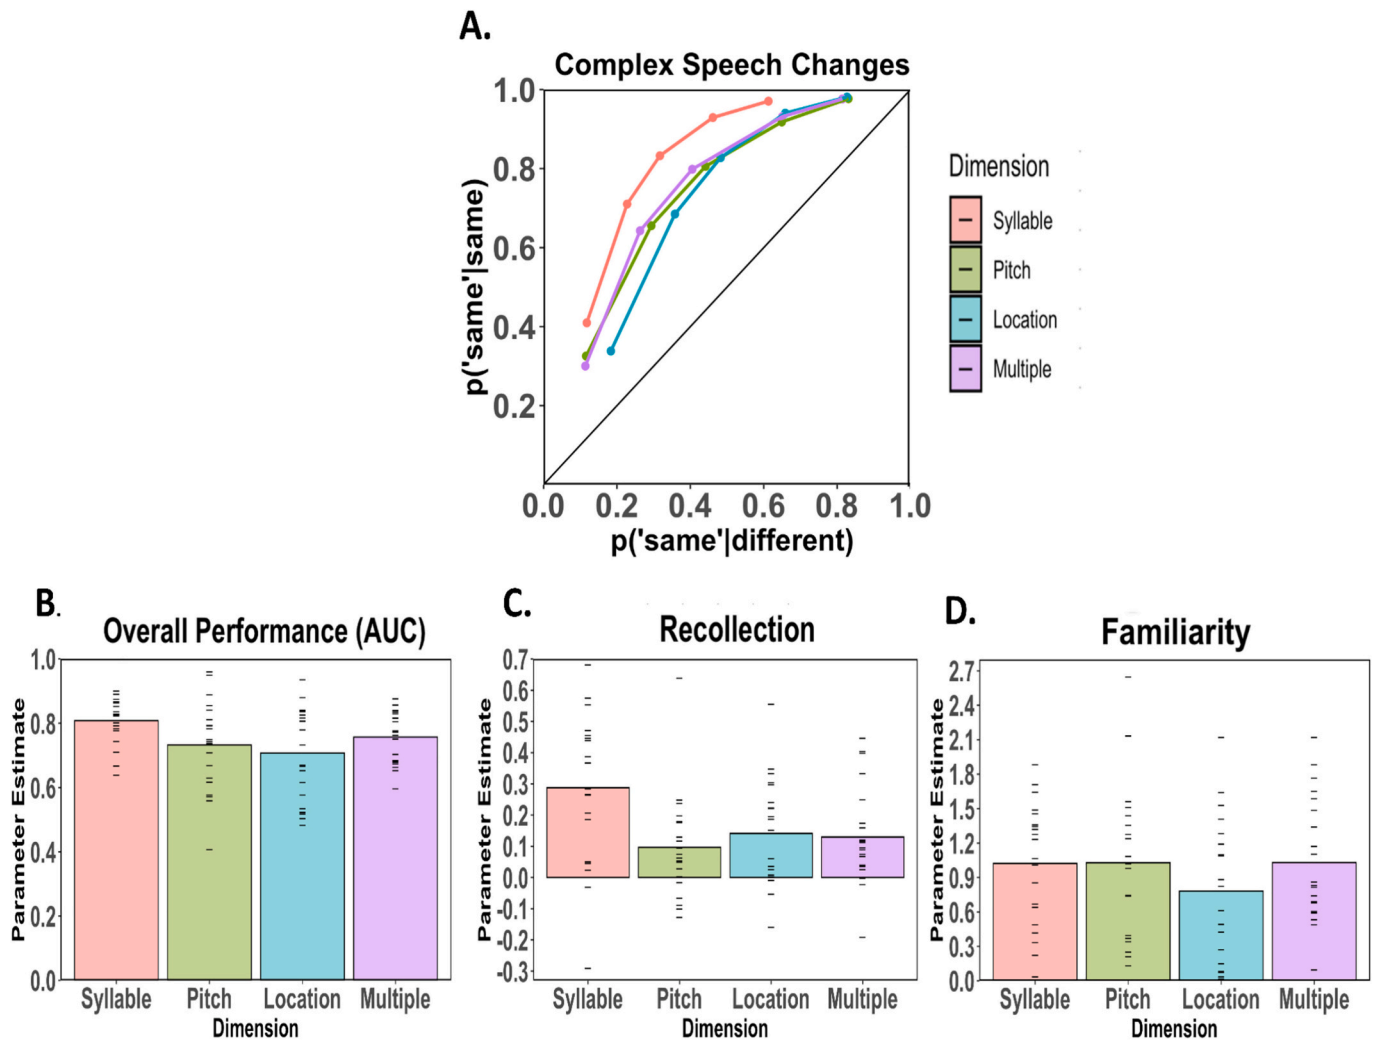 A.
Complex Speech Changes
1.0
0.8
0.6
0.4
0.2
p('same'|same)
0.0 0.2 0.4 0.6 0.8 1.0
p('same'|different)
Dimension
Syllable
Pitch
Location
Multiple
B.
Overall Performance (AUC)
1.0
0.8
0.6
0.4
0.2
0.0
Parameter Estimate
Syllable Pitch Location Multiple
Dimension
C.
Recollection
0.7
0.6
0.5
0.4
0.3
0.2
0.1
0.0
-0.1
-0.2
-0.3
Parameter Estimate
Syllable Pitch Location Multiple
Dimension
D.
Familiarity
2.7
2.4
2.1
1.8
1.5
1.2
0.9
0.6
0.3
0.0
Parameter Estimate
Syllable Pitch Location Multiple
Dimension